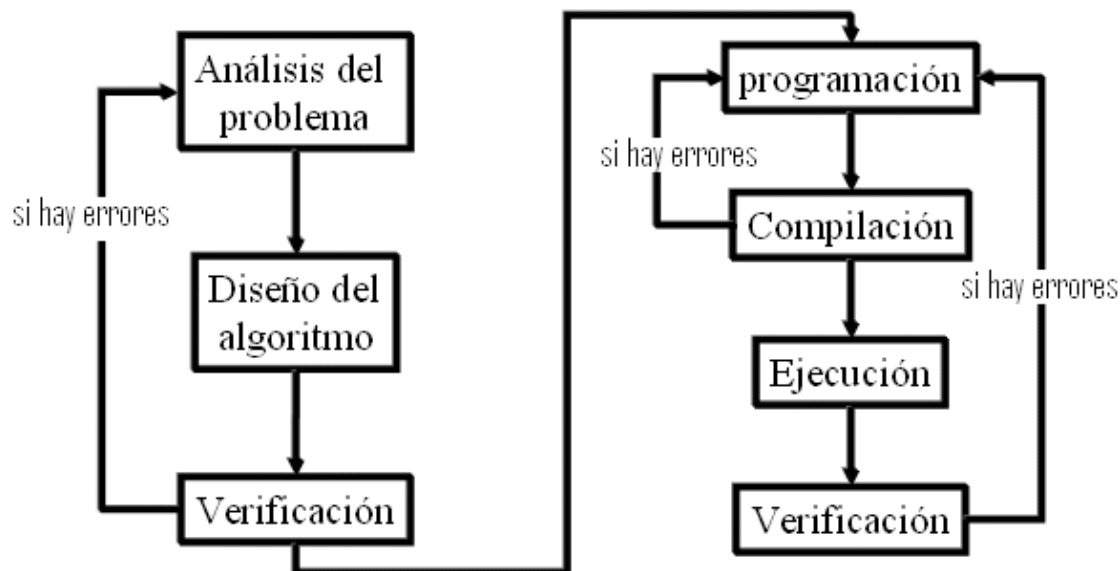 Análisis del
problema
si hay errores
Diseño del
algoritmo
Verificación
programación
si hay errores
Compilación
si hay errores
Ejecución
Verificación